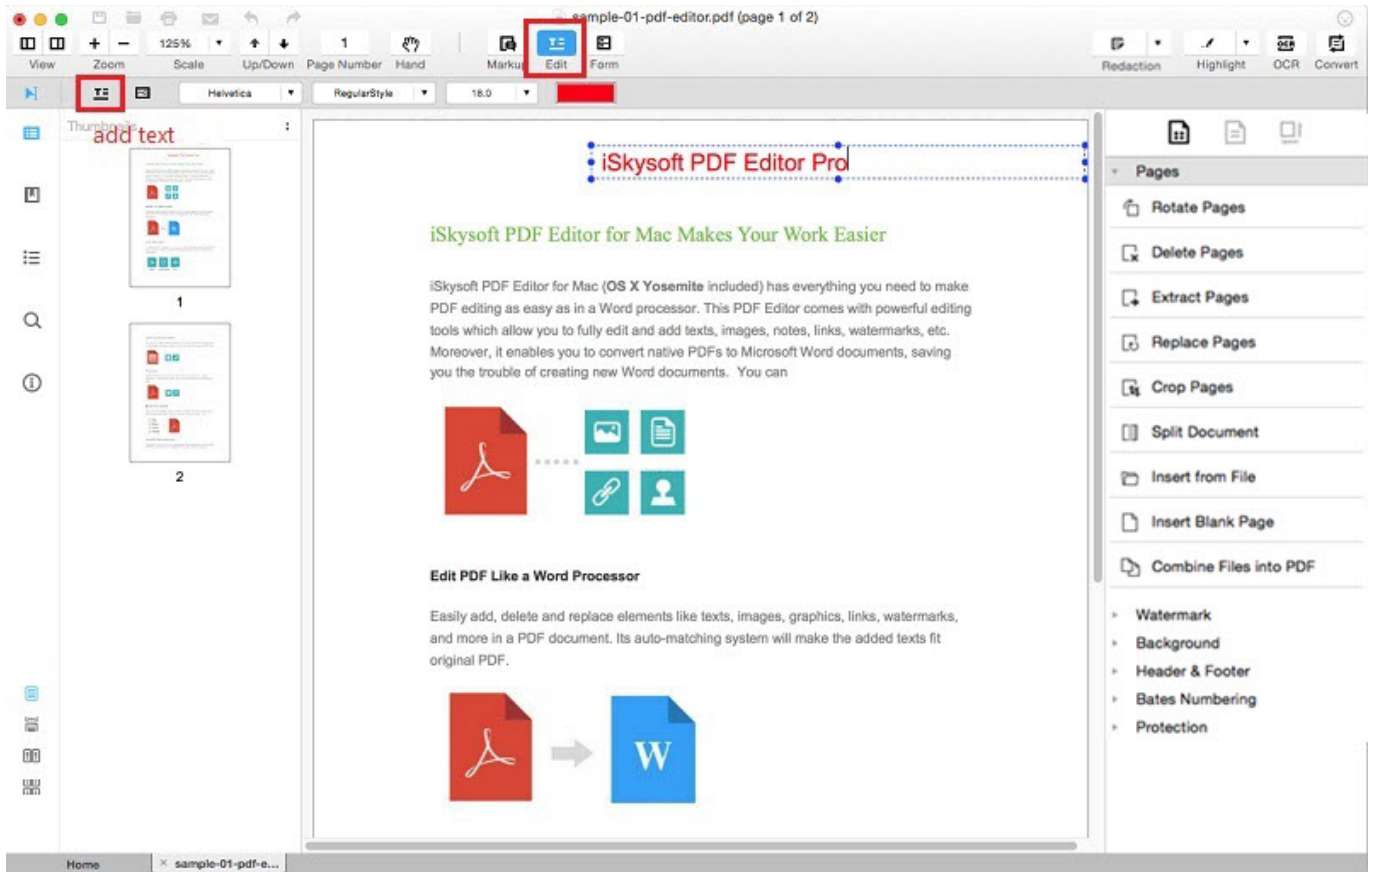 sample-01-pdf-editor.pdf (page 1 of 2)
125%
1
View
Zoom
Scale
Up/Down
Page Number
Hand
Markup
Edit
Form
Redaction
Highlight
OCR
Convert
Helvetica
RegularStyle
18.0
Thumbnails
add text
1
2
iSkysoft PDF Editor Pro
iSkysoft PDF Editor for Mac Makes Your Work Easier
iSkysoft PDF Editor for Mac (OS X Yosemite included) has everything you need to make
PDF editing as easy as in a Word processor. This PDF Editor comes with powerful editing
tools which allow you to fully edit and add texts, images, notes, links, watermarks, etc.
Moreover, it enables you to convert native PDFs to Microsoft Word documents, saving
you the trouble of creating new Word documents.  You can
Edit PDF Like a Word Processor
Easily add, delete and replace elements like texts, images, graphics, links, watermarks,
and more in a PDF document. Its auto-matching system will make the added texts fit
original PDF.
W
Pages
Rotate Pages
Delete Pages
Extract Pages
Replace Pages
Crop Pages
Split Document
Insert from File
Insert Blank Page
Combine Files into PDF
Watermark
Background
Header & Footer
Bates Numbering
Protection
Home
sample-01-pdf-e...